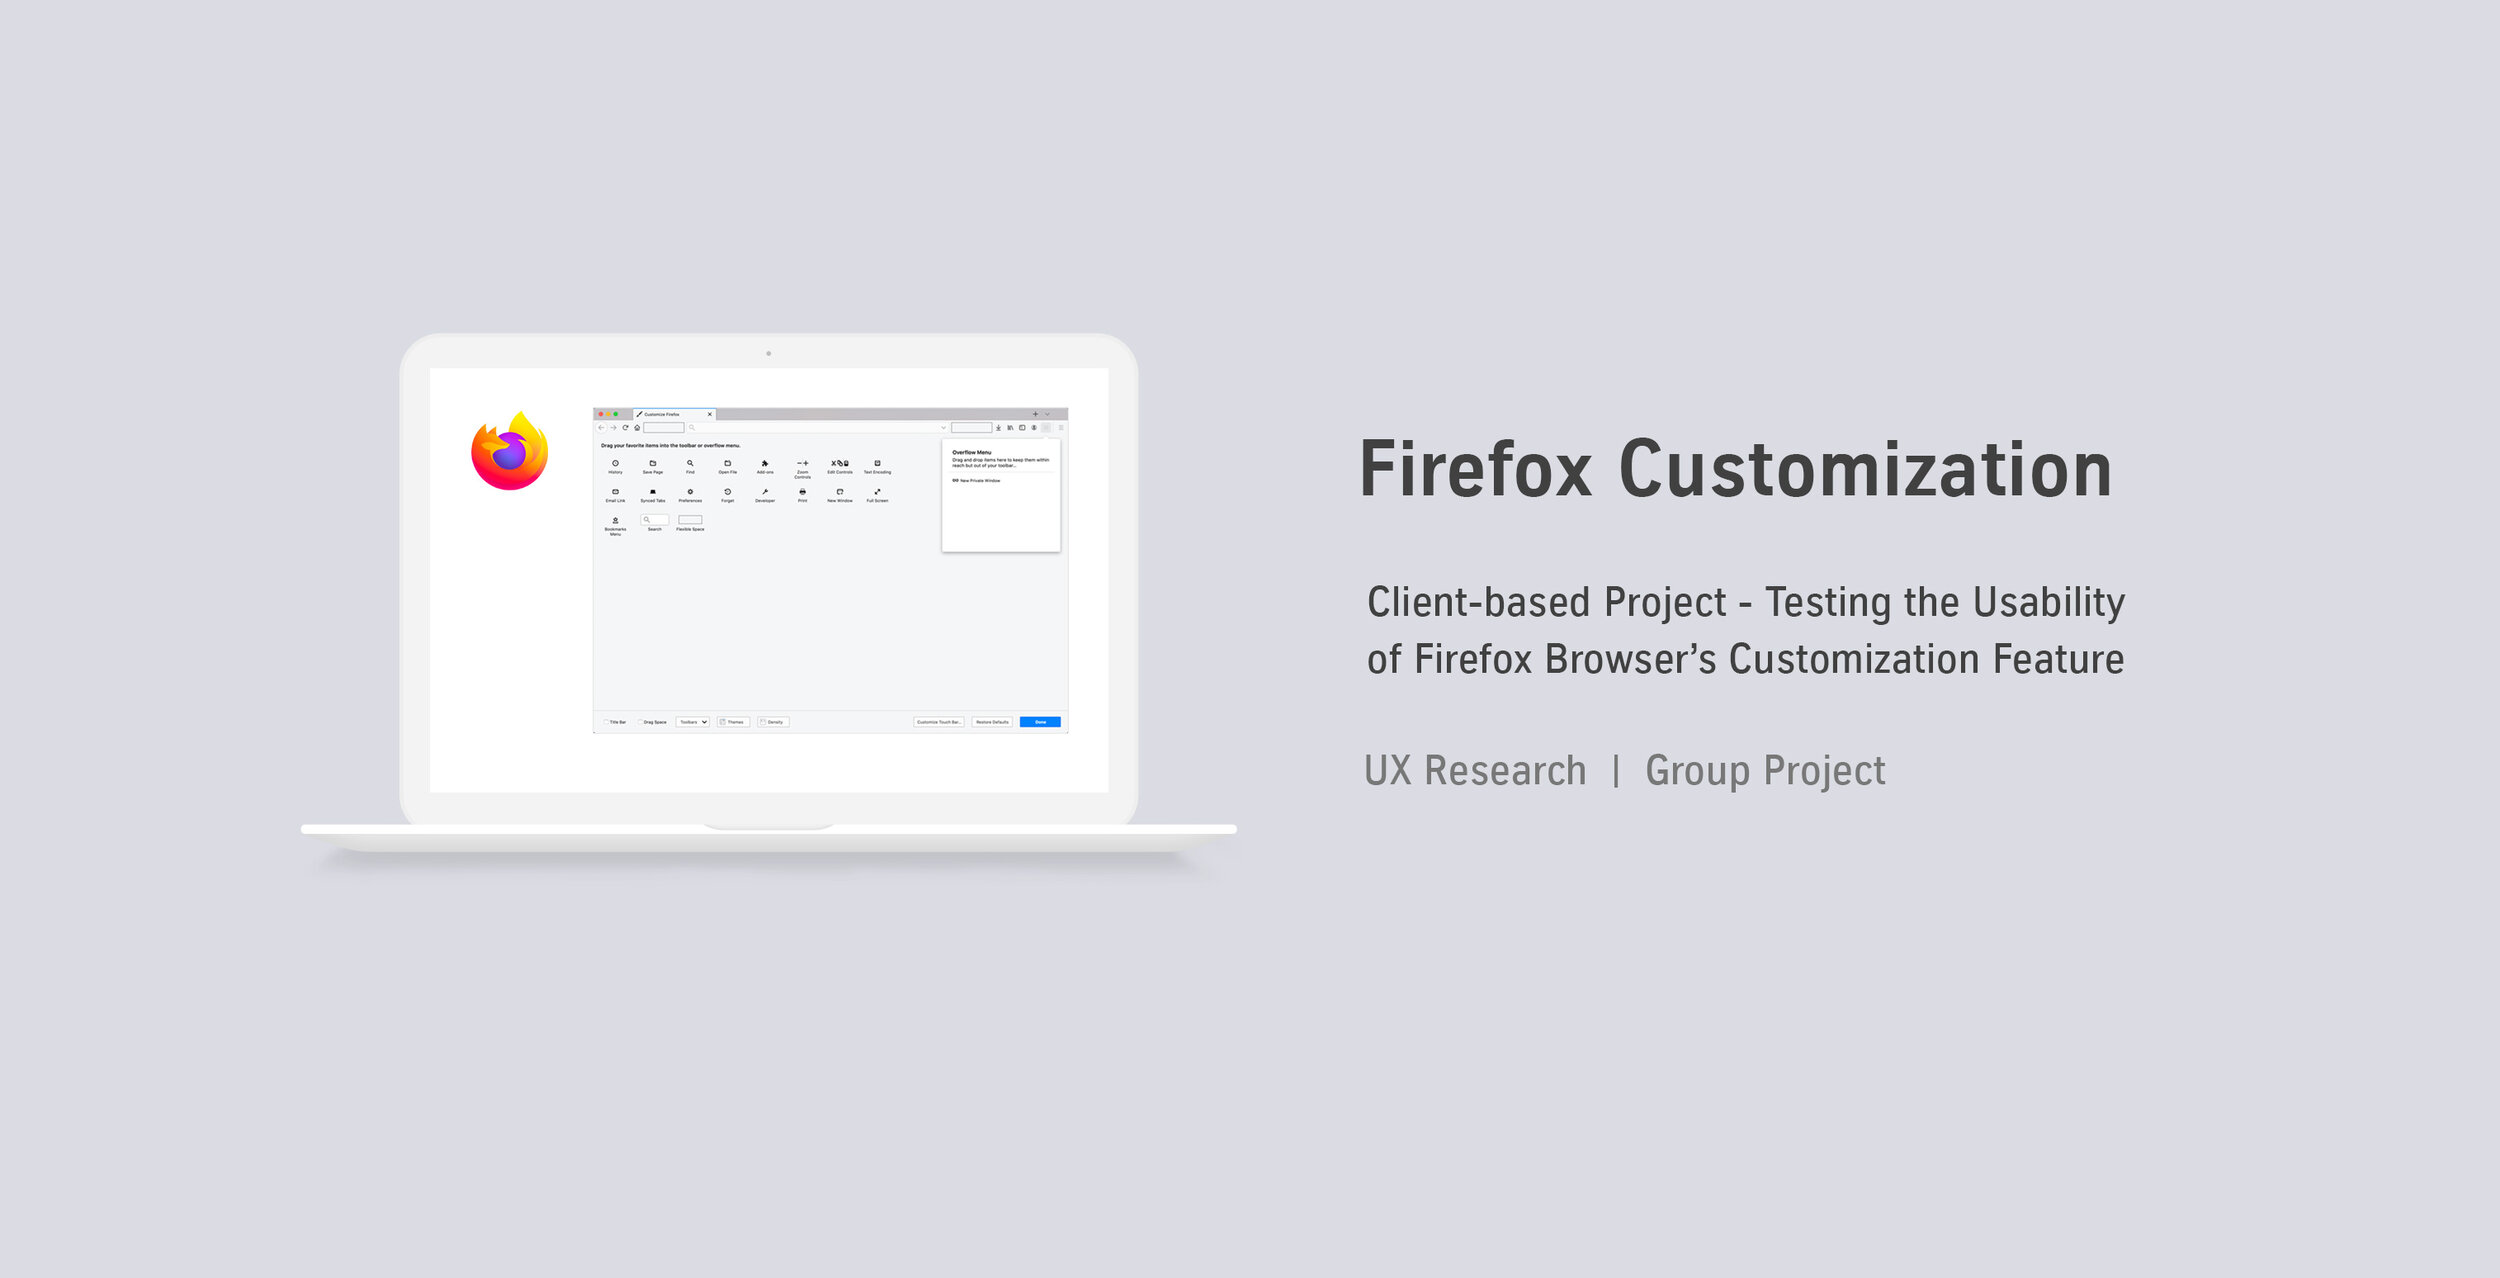 Customize Firefox
Drag your favorite items into the toolbar or overflow menu.
History
Save Page
Find
Open File
Add-ons
Zoom
Controls
Edit Controls
Text Encoding
Email Link
Synced Tabs
Preferences
Forget
Developer
Print
New Window
Full Screen
Bookmarks
Menu
Search
Flexible Space
Overflow Menu
Drag and drop items here to keep them within
reach but out of your toolbar...
New Private Window
Title Bar
Drag Space
Toolbars
Themes
Density
Customize Touch Bar...
Restore Defaults
Done
Firefox Customization
Client-based Project - Testing the Usability
of Firefox Browser’s Customization Feature
UX Research | Group Project